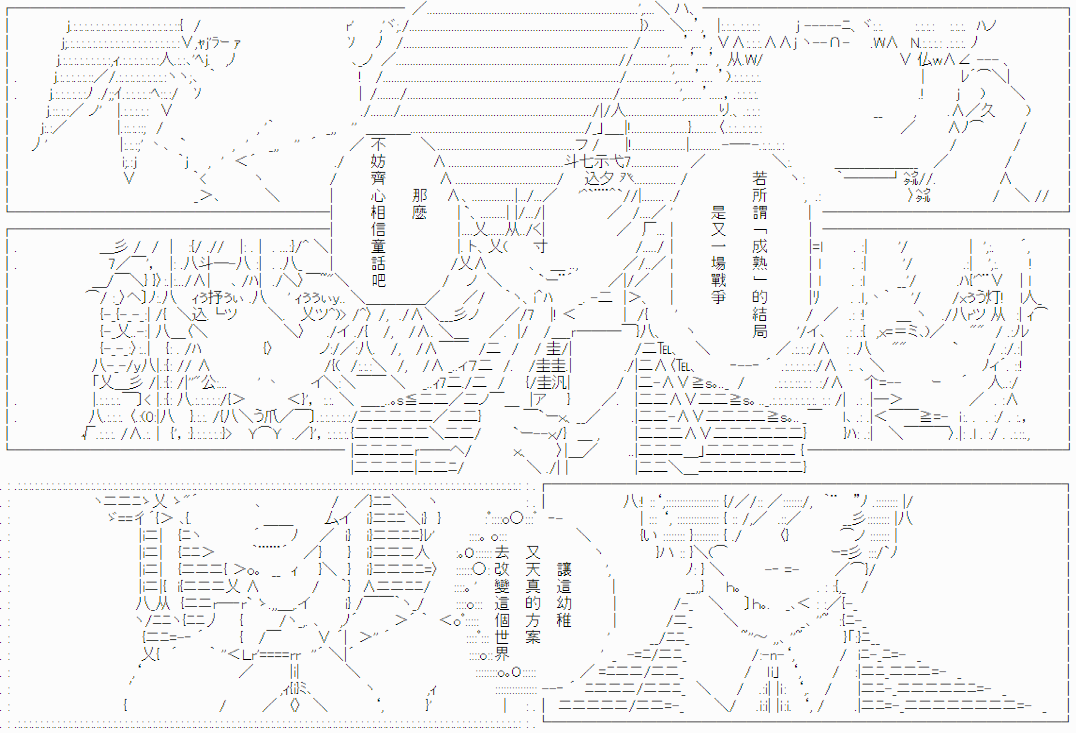 若所謂「成熟」的結局
是又一場戰爭
那麼
不妨齊心相信童話吧
讓這幼稚
又天真的方案
去改變這個世界